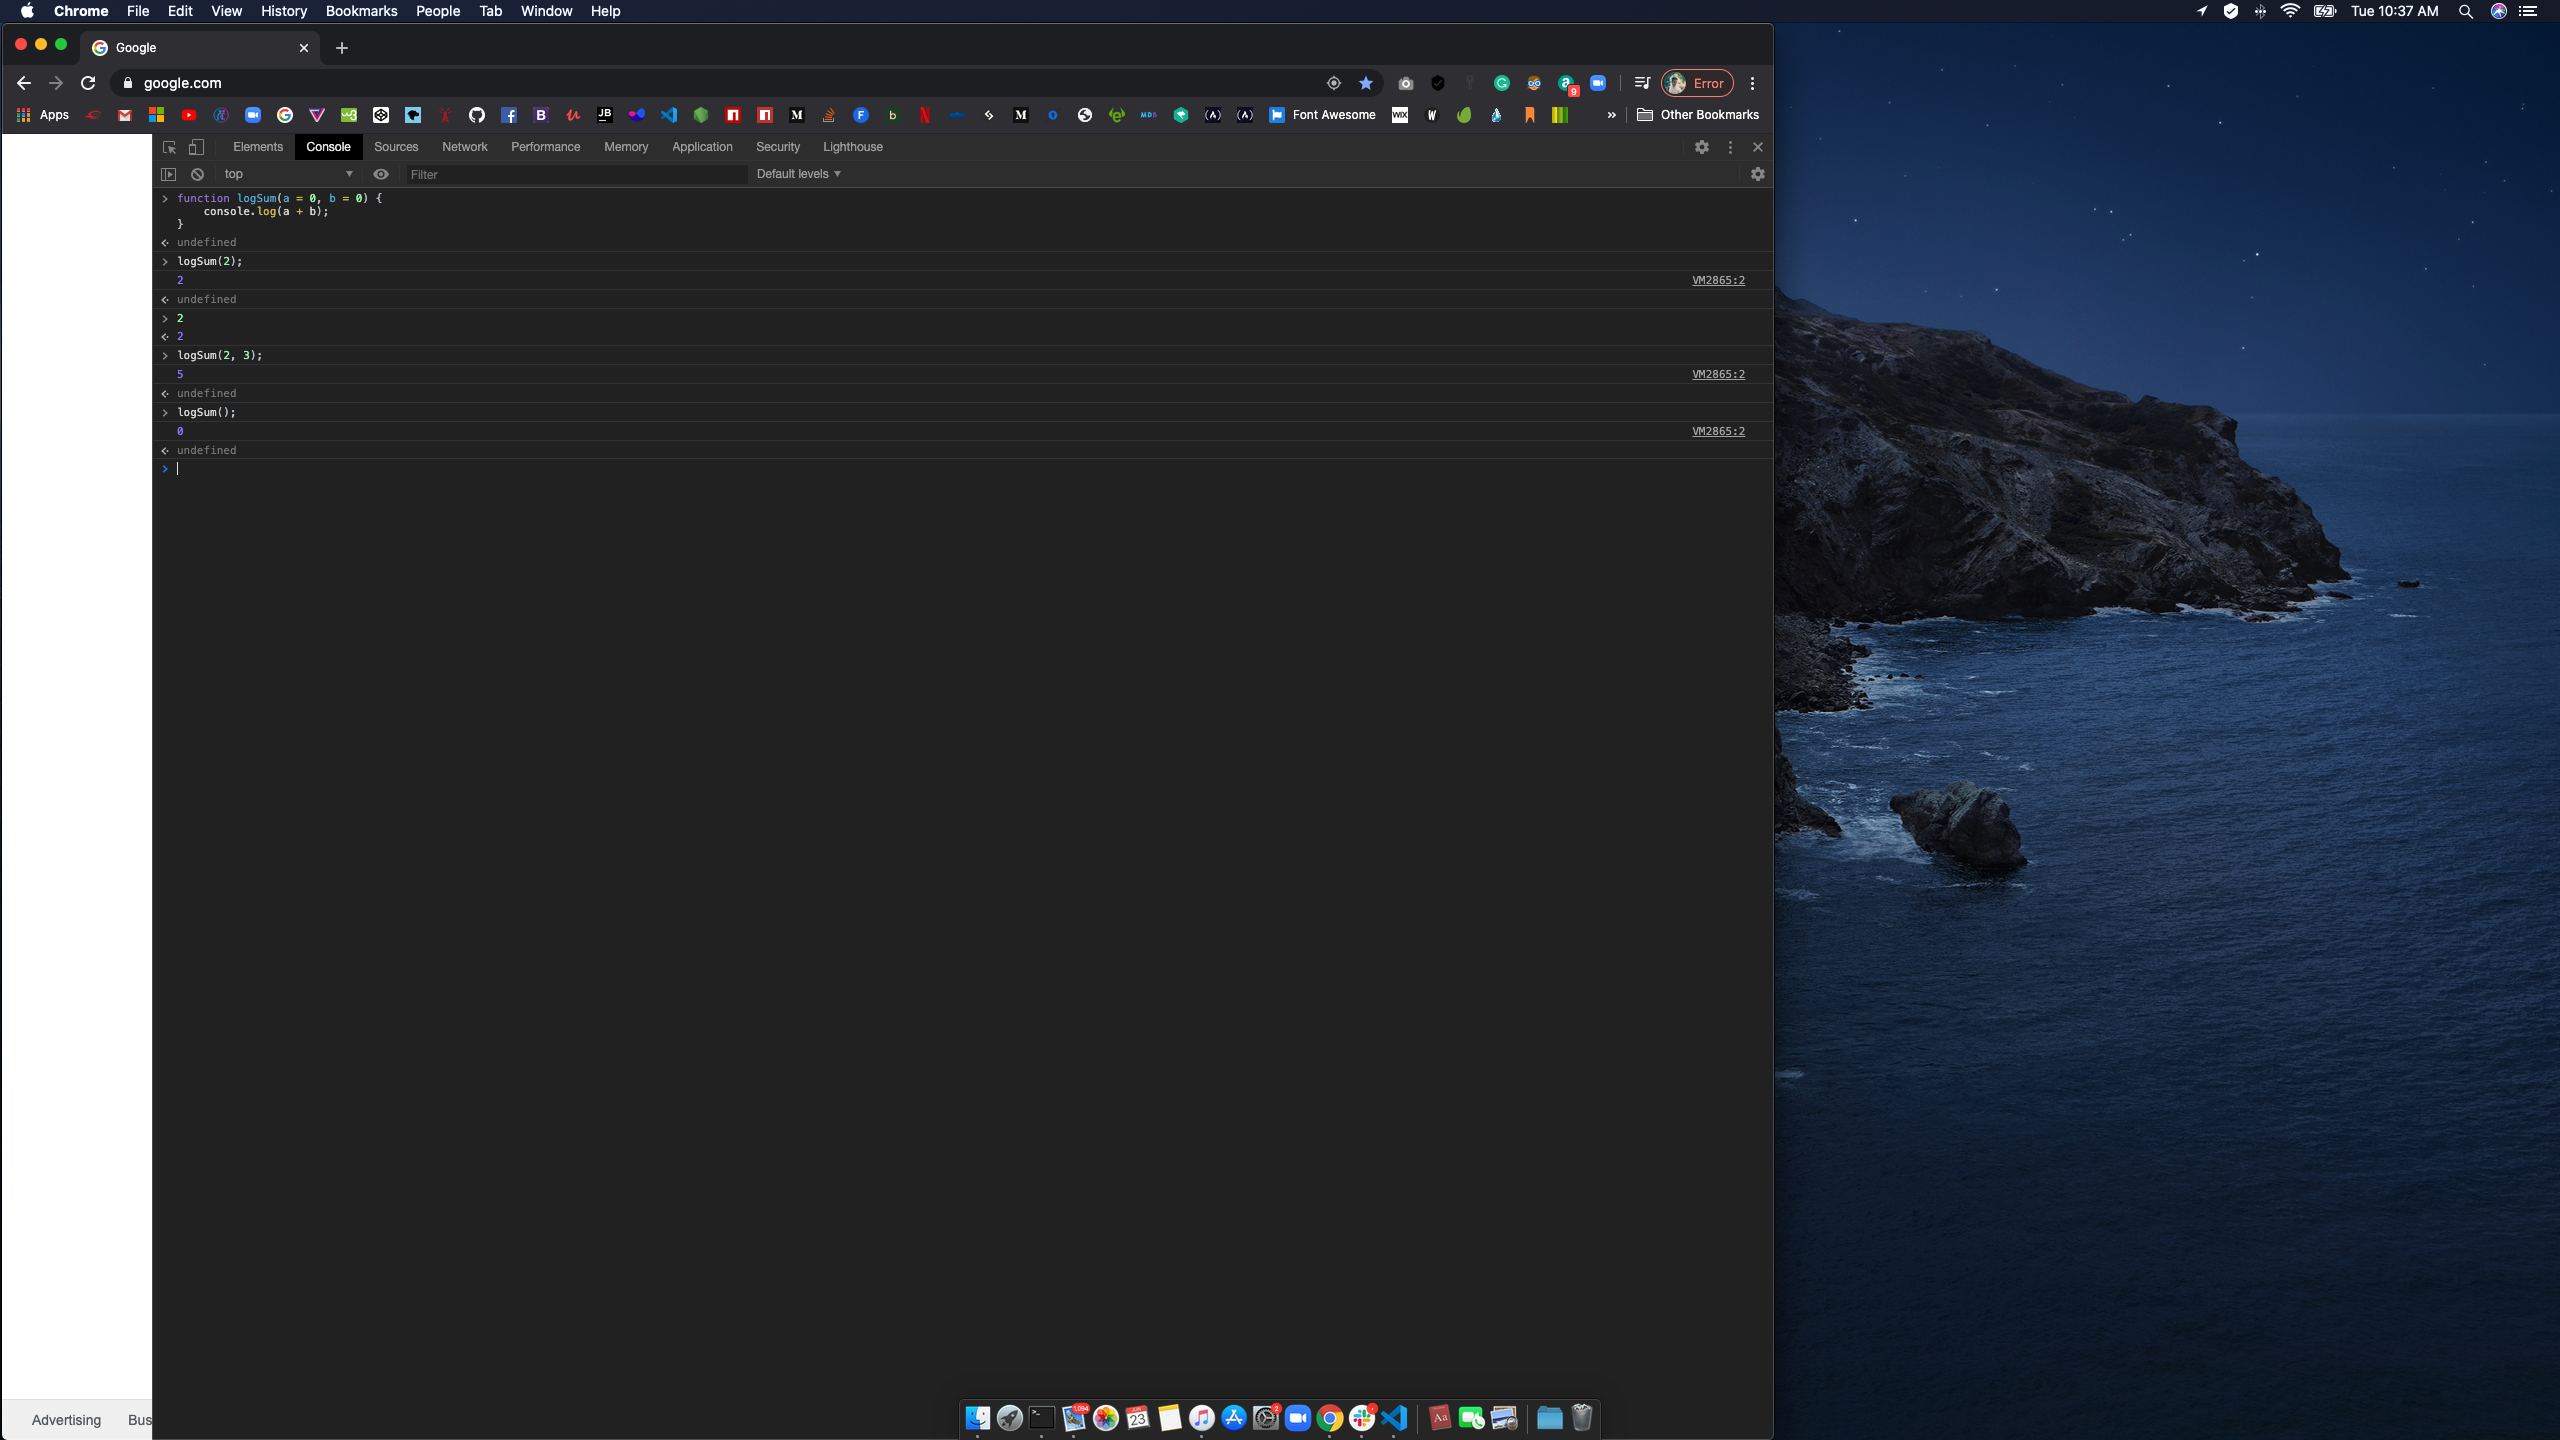 Chrome File Edit View History Bookmarks People Tab Window Help Tue 10:37 AM
Google
google.com 9 Error
Apps Font Awesome Other Bookmarks
Elements Console Sources Network Performance Memory Application Security Lighthouse
top Filter Default levels
function logSum(a = 0, b = 0) {
console.log(a + b);
}
undefined
logSum(2);
2 VM2865:2
undefined
2
2
logSum(2, 3);
5 VM2865:2
undefined
logSum();
0 VM2865:2
undefined
Advertising Bus
JUN
23